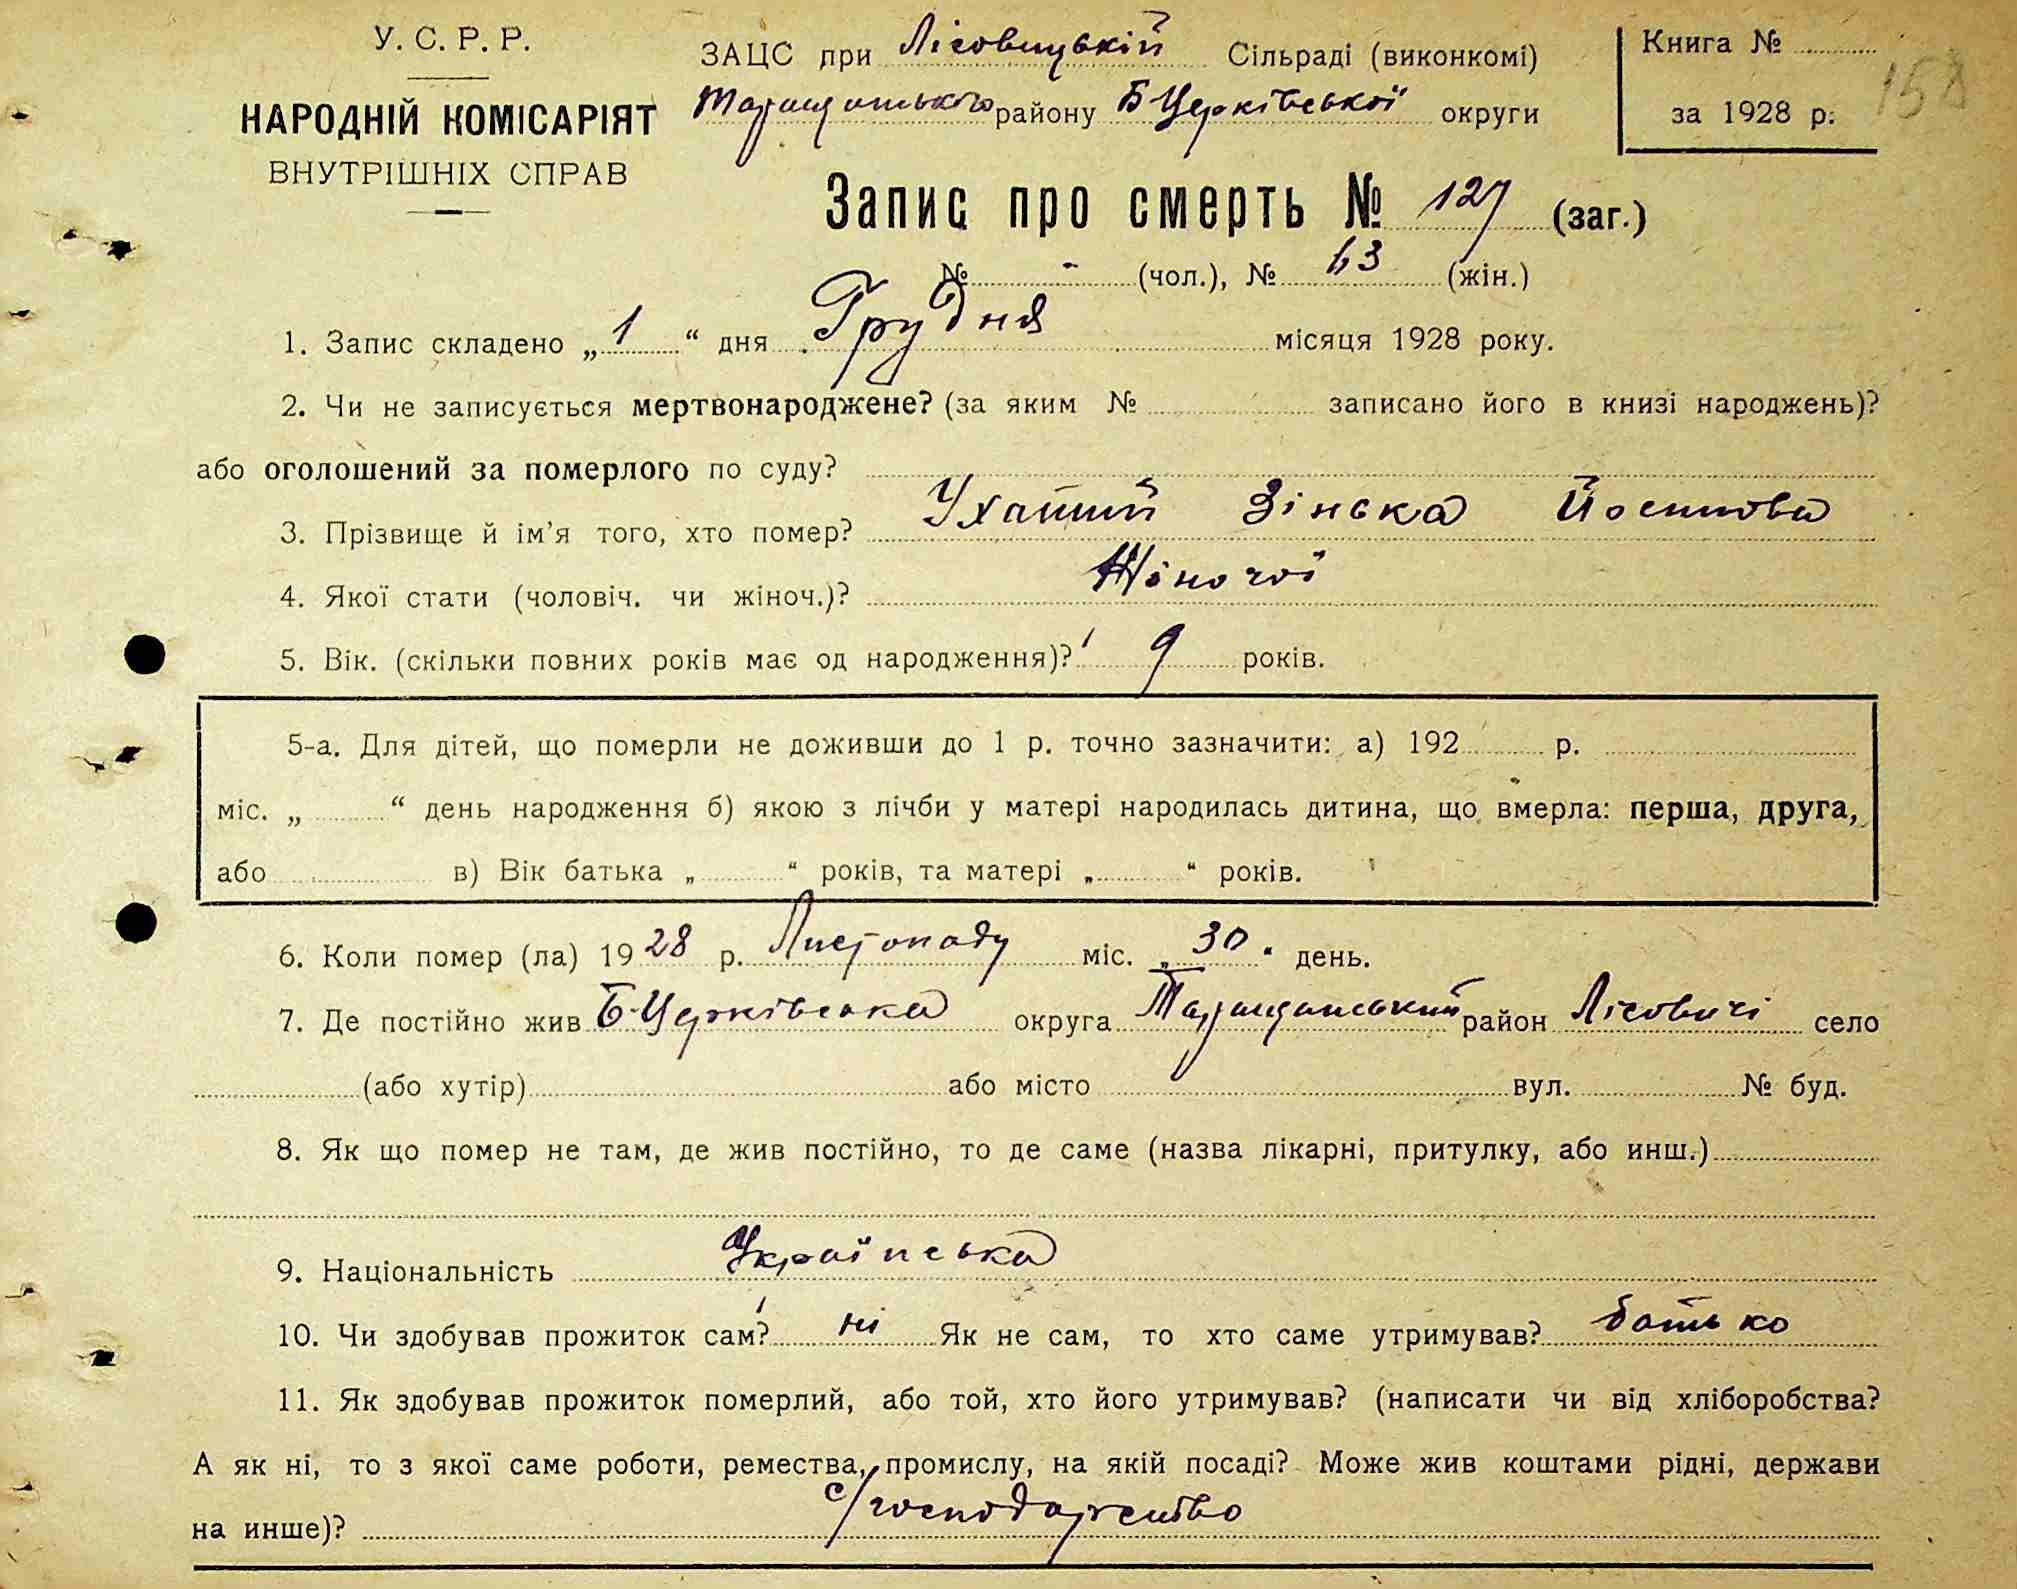 У. С. Р. Р.
НАРОДНІЙ КОМІСАРІЯТ
ВНУТРІШНІХ СПРАВ
ЗАЦС при Лісовицькій Сільраді (виконкомі)
Таращанського району Б Церківської округи
Книга №
за 1928 р.
158
Запис про смерть № 127 (заг.)
№ - (чол.), № 63 (жін.)
1. Запис складено „1“ дня Грудня місяця 1928 року.
2. Чи не записується мертвонароджене? (за яким № записано його в книзі народжень)?
або оголошений за померлого по суду?
3. Прізвище й ім’я того, хто помер? Ухатий Зінька Йосипова
4. Якої стати (чоловіч. чи жіноч.)? Жіночої
5. Вік. (скільки повних років має од народження)? 9 років.
5-а. Для дітей, що померли не доживши до 1 р. точно зазначити: а) 192 р.
міс. „ “ день народження б) якою з лічби у матері народилась дитина, що вмерла: перша, друга,
або в) Вік батька „ “ років, та матері „ “ років.
6. Коли помер (ла) 1928 р. Листопаду міс. „30“ день.
7. Де постійно жив Б-Церківська округа Таращанський район Лісовичі село
(або хутір) або місто вул. № буд.
8. Як що помер не там, де жив постійно, то де саме (назва лікарні, притулку, або инш.)
9. Національність Українська
10. Чи здобував прожиток сам? ні Як не сам, то хто саме утримував? батько
11. Як здобував прожиток померлий, або той, хто його утримував? (написати чи від хліборобства?
А як ні, то з якої саме роботи, ремества, промислу, на якій посаді? Може жив коштами рідні, держави
на инше)? с/господарство